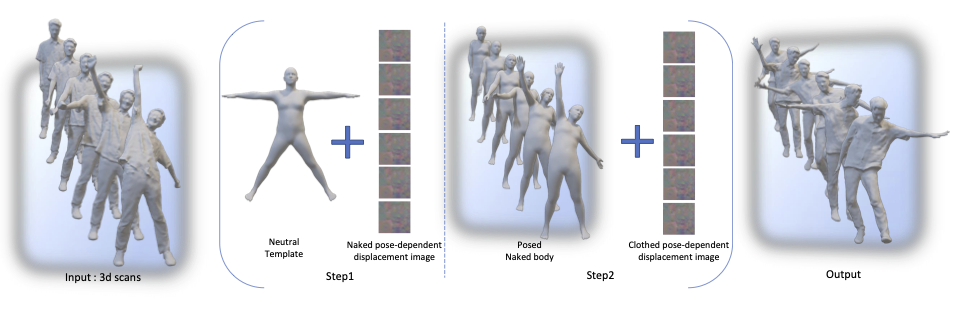 Input : 3d scans
Neutral
Template
Naked pose-dependent
displacement image
Step1
Posed
Naked body
Clothed pose-dependent
displacement image
Step2
Output